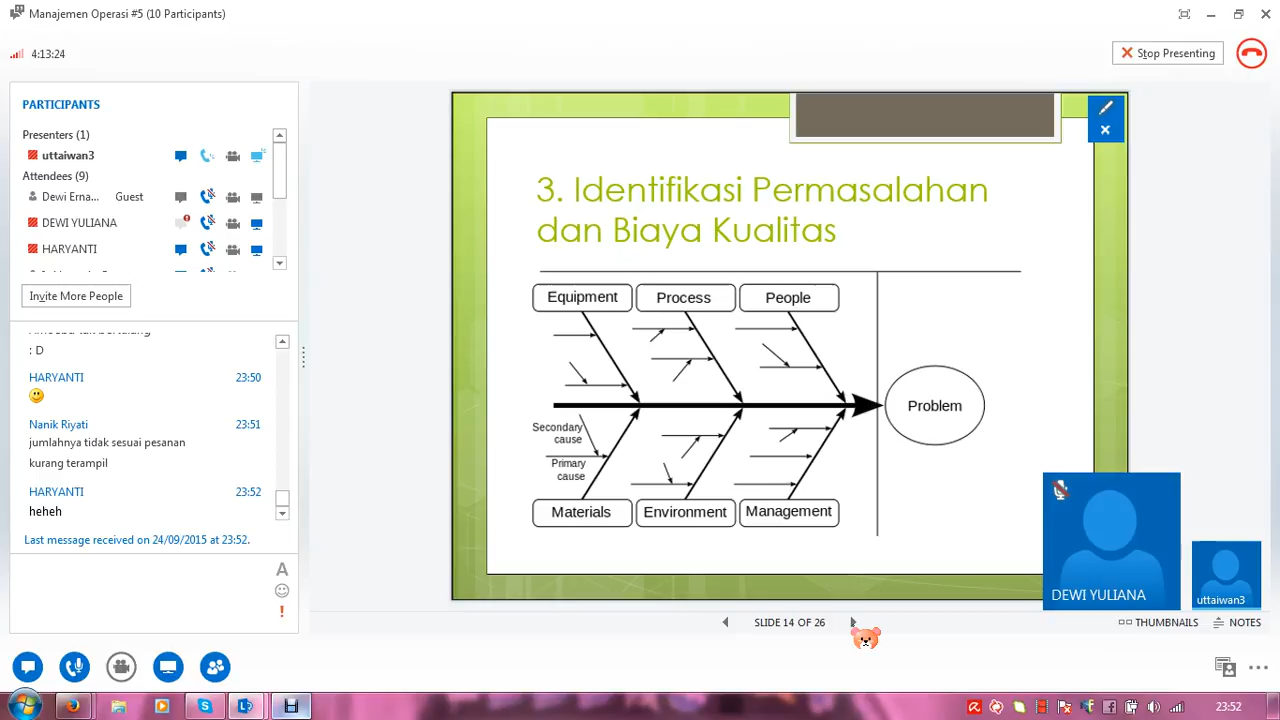 Manajemen Operasi #5 (10 Participants)
4:13:24
Stop Presenting
PARTICIPANTS
Presenters (1)
uttaiwan3
Attendees (9)
Dewi Erna... Guest
DEWI YULIANA
HARYANTI
Invite More People
: D
HARYANTI 23:50
Nanik Riyati 23:51
jumlahnya tidak sesuai pesanan
kurang terampil
HARYANTI 23:52
heheh
Last message received on 24/09/2015 at 23:52.
A
3. Identifikasi Permasalahan
dan Biaya Kualitas
Equipment Process People
Problem
Secondary
cause
Primary
cause
Materials Environment Management
DEWI YULIANA
uttaiwan3
SLIDE 14 OF 26
THUMBNAILS
NOTES
23:52